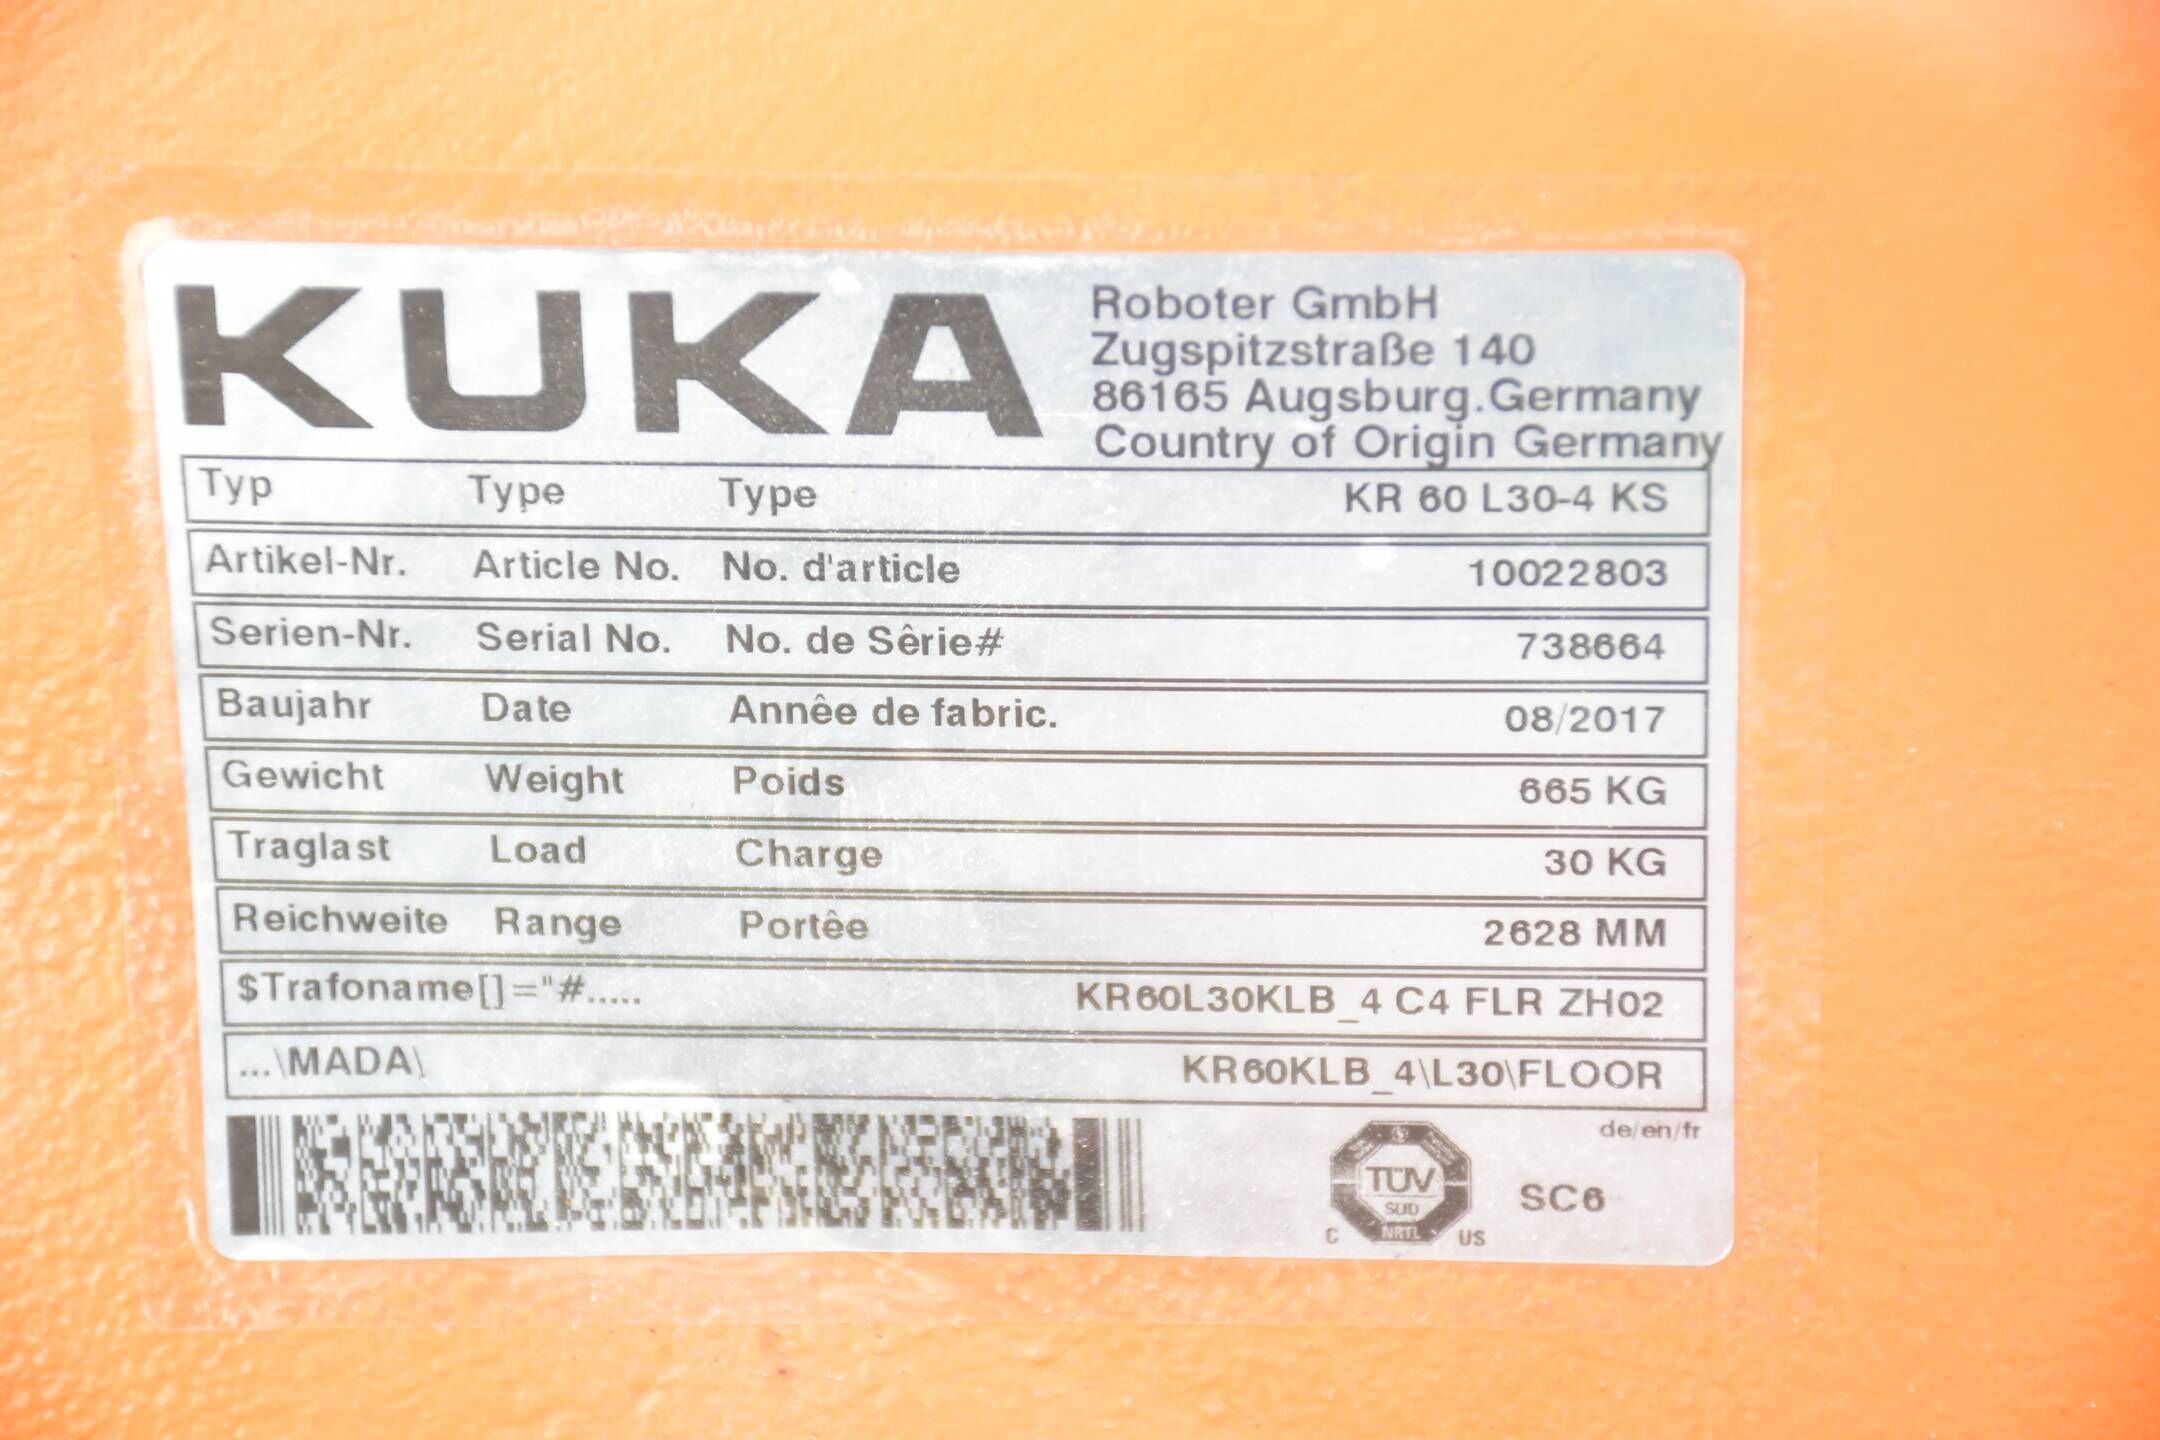 KUKA
Roboter GmbH
Zugspitzstraße 140
86165 Augsburg.Germany
Country of Origin Germany
Typ Type Type KR 60 L30-4 KS
Artikel-Nr. Article No. No. d'article 10022803
Serien-Nr. Serial No. No. de Sêrie# 738664
Baujahr Date Annêe de fabric. 08/2017
Gewicht Weight Poids 665 KG
Traglast Load Charge 30 KG
Reichweite Range Portêe 2628 MM
$Trafoname[]="#..... KR60L30KLB_4 C4 FLR ZH02
...\MADA\ KR60KLB_4\L30\FLOOR
de/en/fr
TÜV
SÜD
NRTL
C US
SC6